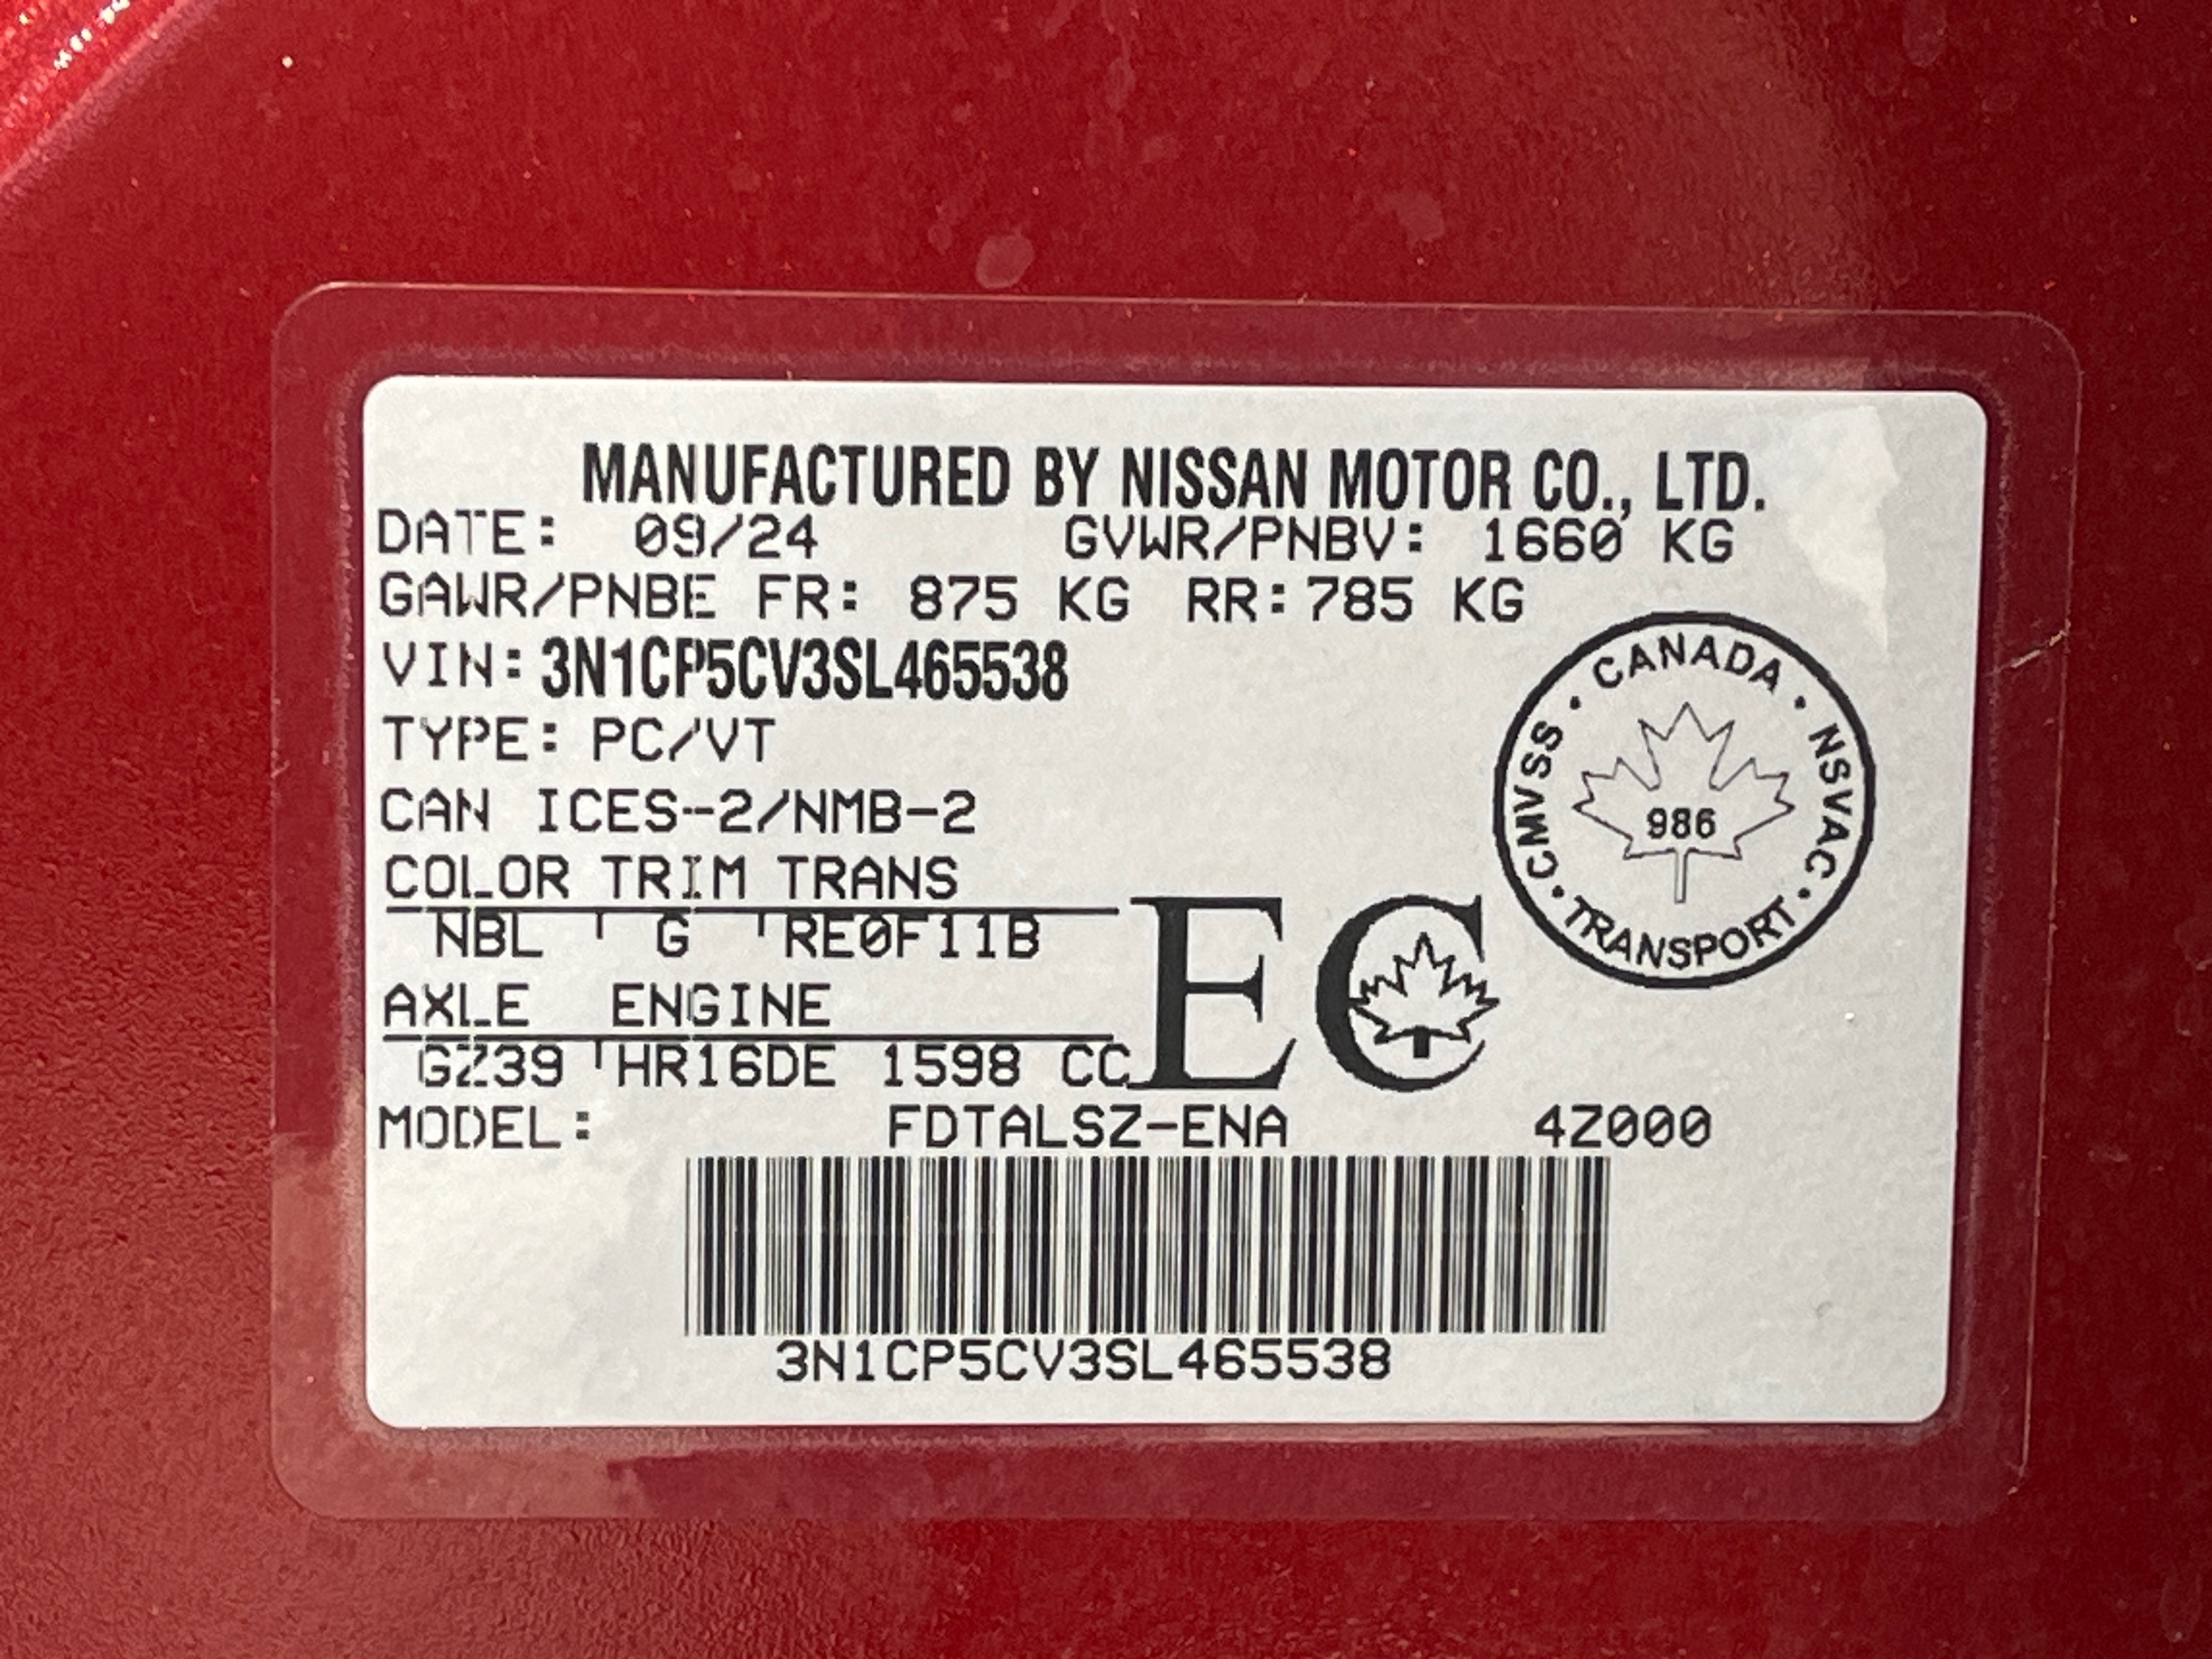 MANUFACTURED BY NISSAN MOTOR CO., LTD.
DATE: 09/24 GVWR/PNBV: 1660 KG
GAWR/PNBE FR: 875 KG RR:785 KG
VIN: 3N1CP5CV3SL465538
TYPE: PC/VT
CAN ICES-2/NMB-2
COLOR TRIM TRANS
NBL G RE0F11B
AXLE ENGINE
GZ39 HR16DE 1598 CC
EC
CANADA · NSVAC · TRANSPORT · CMVSS ·
986
MODEL: FDTALSZ-ENA 4Z000
3N1CP5CV3SL465538